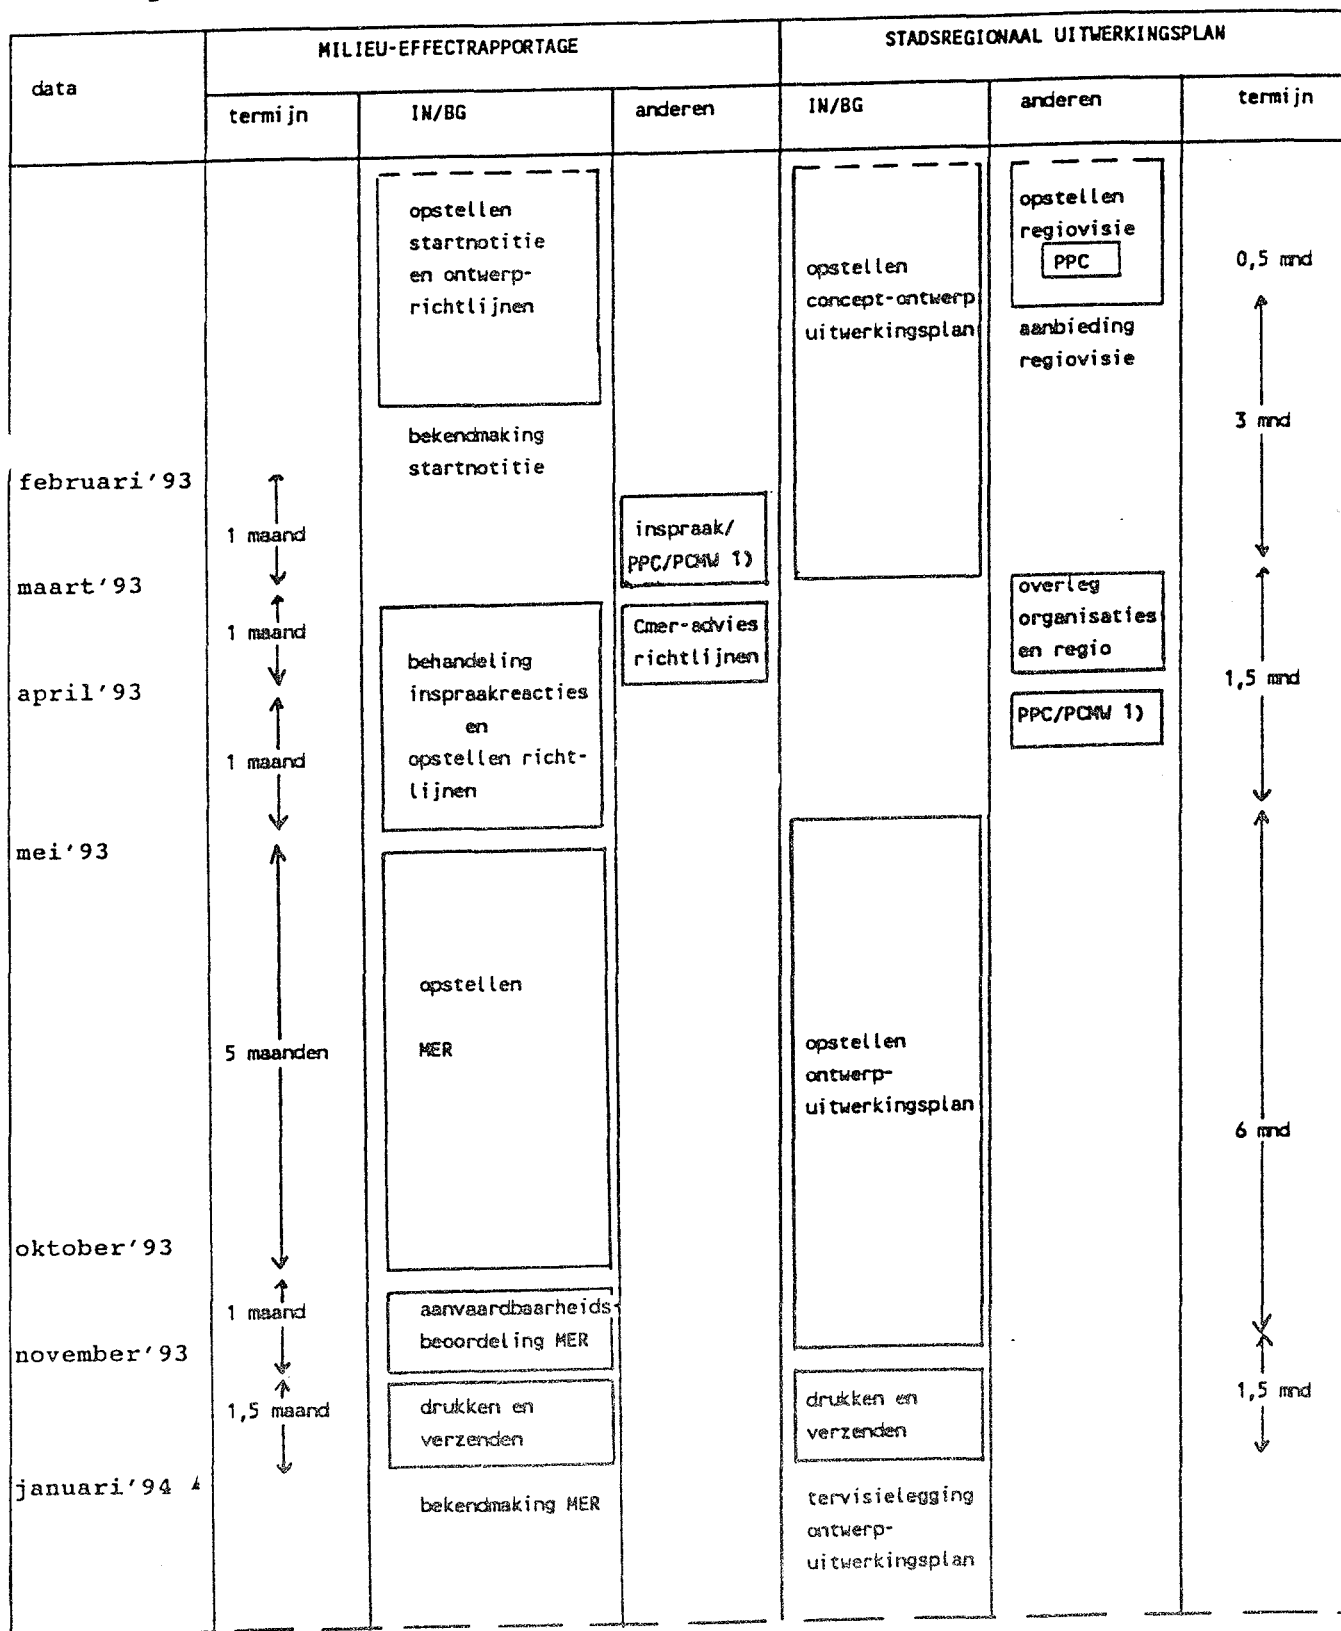 MILIEU-EFFECTRAPPORTAGE
STADSREGIONAAL UITWERKINGSPLAN
data
termijn
IN/BG
anderen
IN/BG
anderen
termijn
opstellen
startnotitie
en ontwerp-
richtlijnen
bekendmaking
startnotitie
opstellen
concept-ontwerp
uitwerkingsplan
opstellen
regiovisie
PPC
aanbieding
regiovisie
0,5 mnd
3 mnd
februari'93
1 maand
inspraak/
PPC/PCMW 1)
maart'93
1 maand
behandeling
inspraakreacties
en
opstellen richt-
lijnen
Cmer-advies
richtlijnen
overleg
organisaties
en regio
1,5 mnd
april'93
1 maand
PPC/PCMW 1)
mei'93
5 maanden
opstellen
MER
opstellen
ontwerp-
uitwerkingsplan
6 mnd
oktober'93
1 maand
aanvaardbaarheids-
beoordeling MER
november'93
1,5 maand
drukken en
verzenden
drukken en
verzenden
1,5 mnd
januari'94
bekendmaking MER
tervisielegging
ontwerp-
uitwerkingsplan